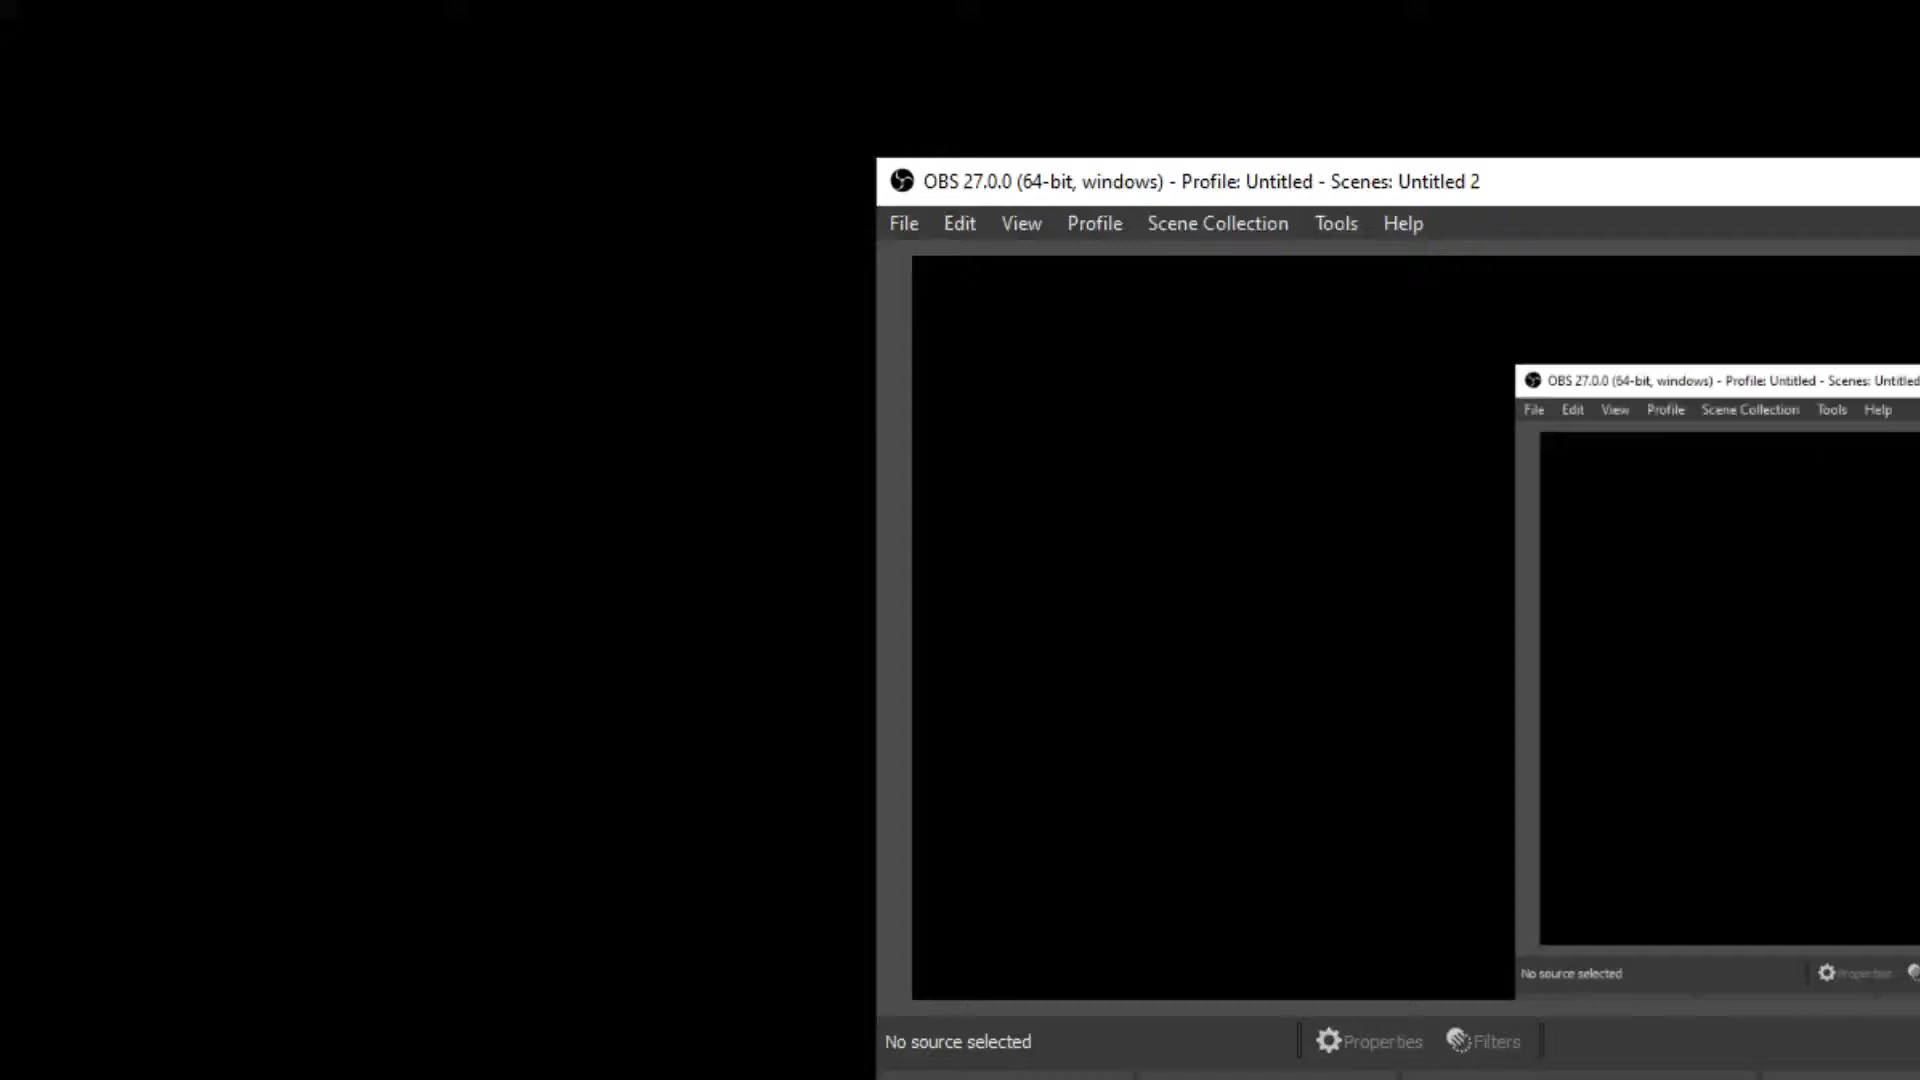 OBS 27.0.0 (64-bit, windows) - Profile: Untitled - Scenes: Untitled 2
File Edit View Profile Scene Collection Tools Help
OBS 27.0.0 (64-bit, windows) - Profile: Untitled - Scenes: Untitled
File Edit View Profile Scene Collection Tools Help
No source selected Properties
No source selected Properties Filters